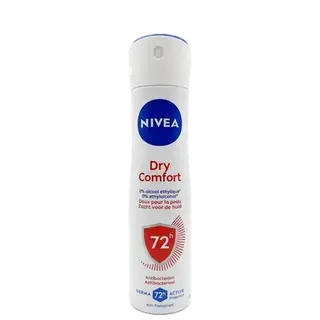 NIVEA
Dry
Comfort
0% alcool éthylique*
0% ethylalcohol*
Doux pour la peau
Zacht voor de huid
72h
Antibactérien
Antibacterieel
DERMA 72h ACTIVE